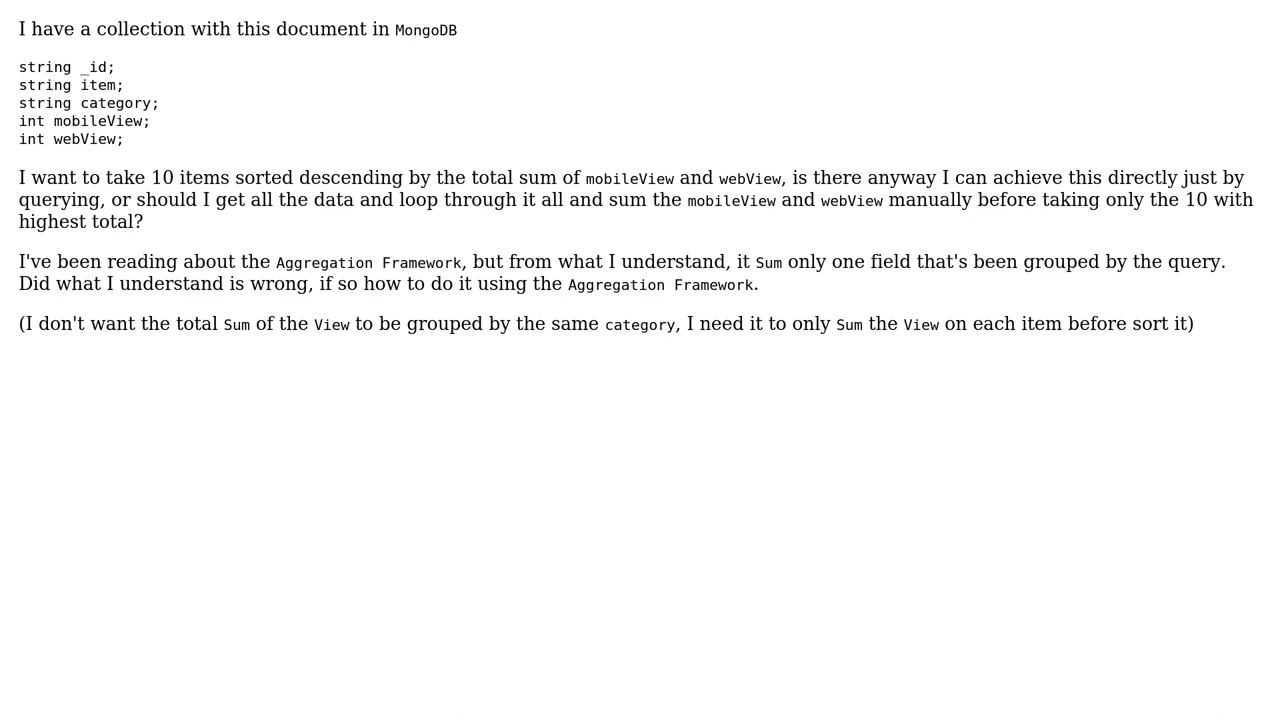 I have a collection with this document in MongoDB
string _id;
string item;
string category;
int mobileView;
int webView;
I want to take 10 items sorted descending by the total sum of mobileView and webView, is there anyway I can achieve this directly just by
querying, or should I get all the data and loop through it all and sum the mobileView and webView manually before taking only the 10 with
highest total?
I've been reading about the Aggregation Framework, but from what I understand, it Sum only one field that's been grouped by the query.
Did what I understand is wrong, if so how to do it using the Aggregation Framework.
(I don't want the total Sum of the View to be grouped by the same category, I need it to only Sum the View on each item before sort it)